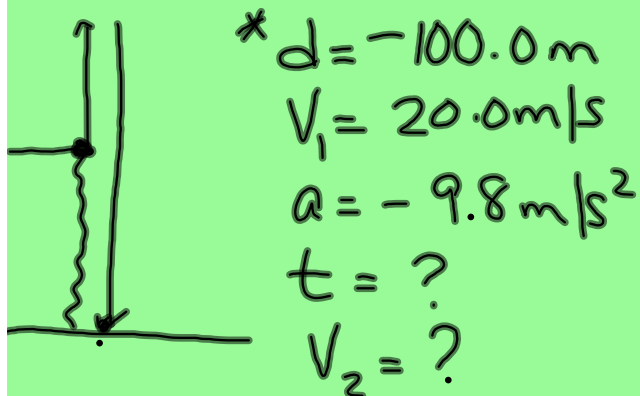 * d = -100.0 m
V₁ = 20.0 m/s
a = - 9.8 m/s²
t = ?
V₂ = ?